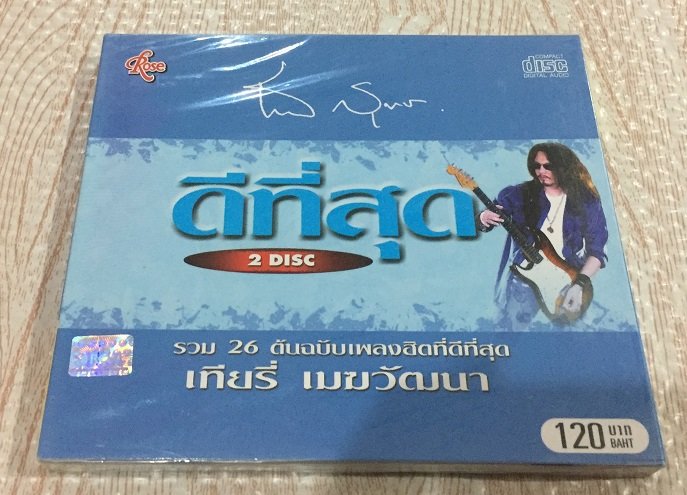 Rose
COMPACT
disc
DIGITAL AUDIO
ดีที่สุด
2 DISC
รวม 26 ต้นฉบับเพลงฮิตที่ดีที่สุด
เทียรี่ เมฆวัฒนา
120 บาท
BAHT